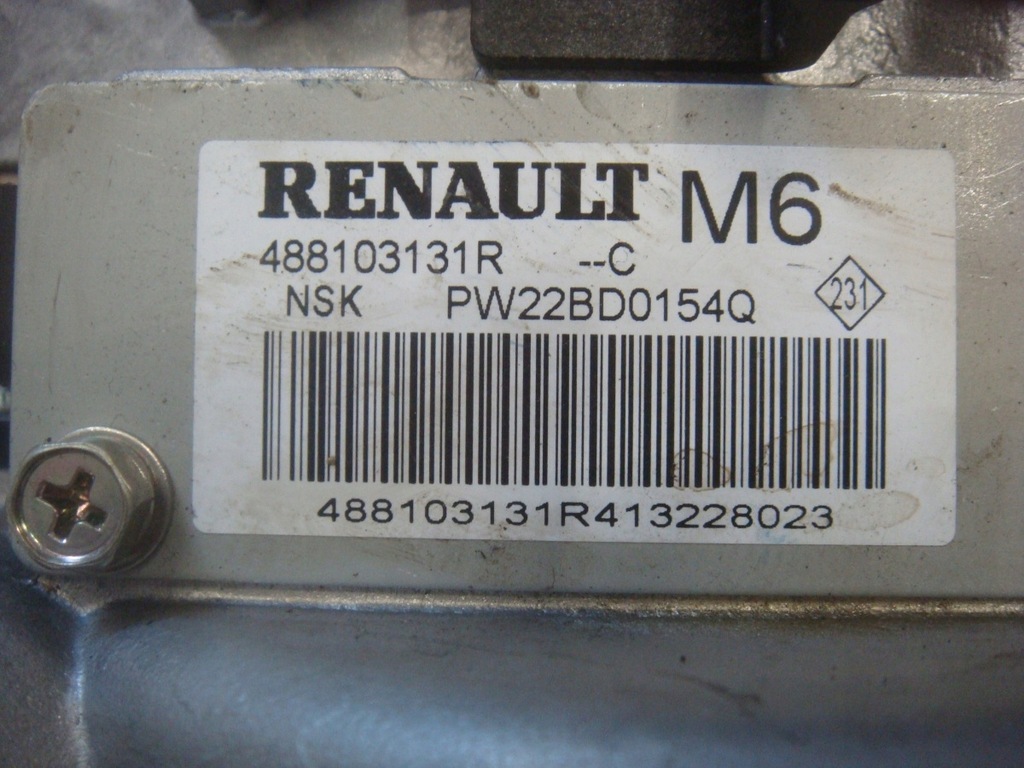 RENAULT M6
488103131R --C
NSK PW22BD0154Q 231
488103131R413228023